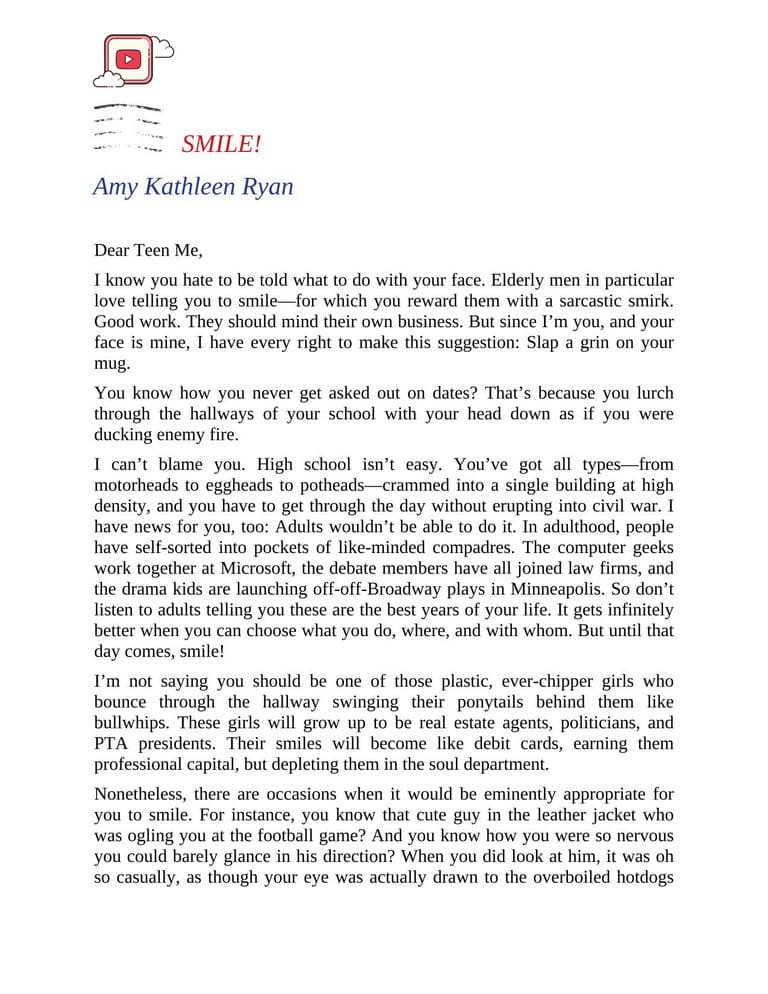 SMILE!
Amy Kathleen Ryan
Dear Teen Me,
I know you hate to be told what to do with your face. Elderly men in particular
love telling you to smile—for which you reward them with a sarcastic smirk.
Good work. They should mind their own business. But since I’m you, and your
face is mine, I have every right to make this suggestion: Slap a grin on your
mug.
You know how you never get asked out on dates? That’s because you lurch
through the hallways of your school with your head down as if you were
ducking enemy fire.
I can’t blame you. High school isn’t easy. You’ve got all types—from
motorheads to eggheads to potheads—crammed into a single building at high
density, and you have to get through the day without erupting into civil war. I
have news for you, too: Adults wouldn’t be able to do it. In adulthood, people
have self-sorted into pockets of like-minded compadres. The computer geeks
work together at Microsoft, the debate members have all joined law firms, and
the drama kids are launching off-off-Broadway plays in Minneapolis. So don’t
listen to adults telling you these are the best years of your life. It gets infinitely
better when you can choose what you do, where, and with whom. But until that
day comes, smile!
I’m not saying you should be one of those plastic, ever-chipper girls who
bounce through the hallway swinging their ponytails behind them like
bullwhips. These girls will grow up to be real estate agents, politicians, and
PTA presidents. Their smiles will become like debit cards, earning them
professional capital, but depleting them in the soul department.
Nonetheless, there are occasions when it would be eminently appropriate for
you to smile. For instance, you know that cute guy in the leather jacket who
was ogling you at the football game? And you know how you were so nervous
you could barely glance in his direction? When you did look at him, it was oh
so casually, as though your eye was actually drawn to the overboiled hotdogs